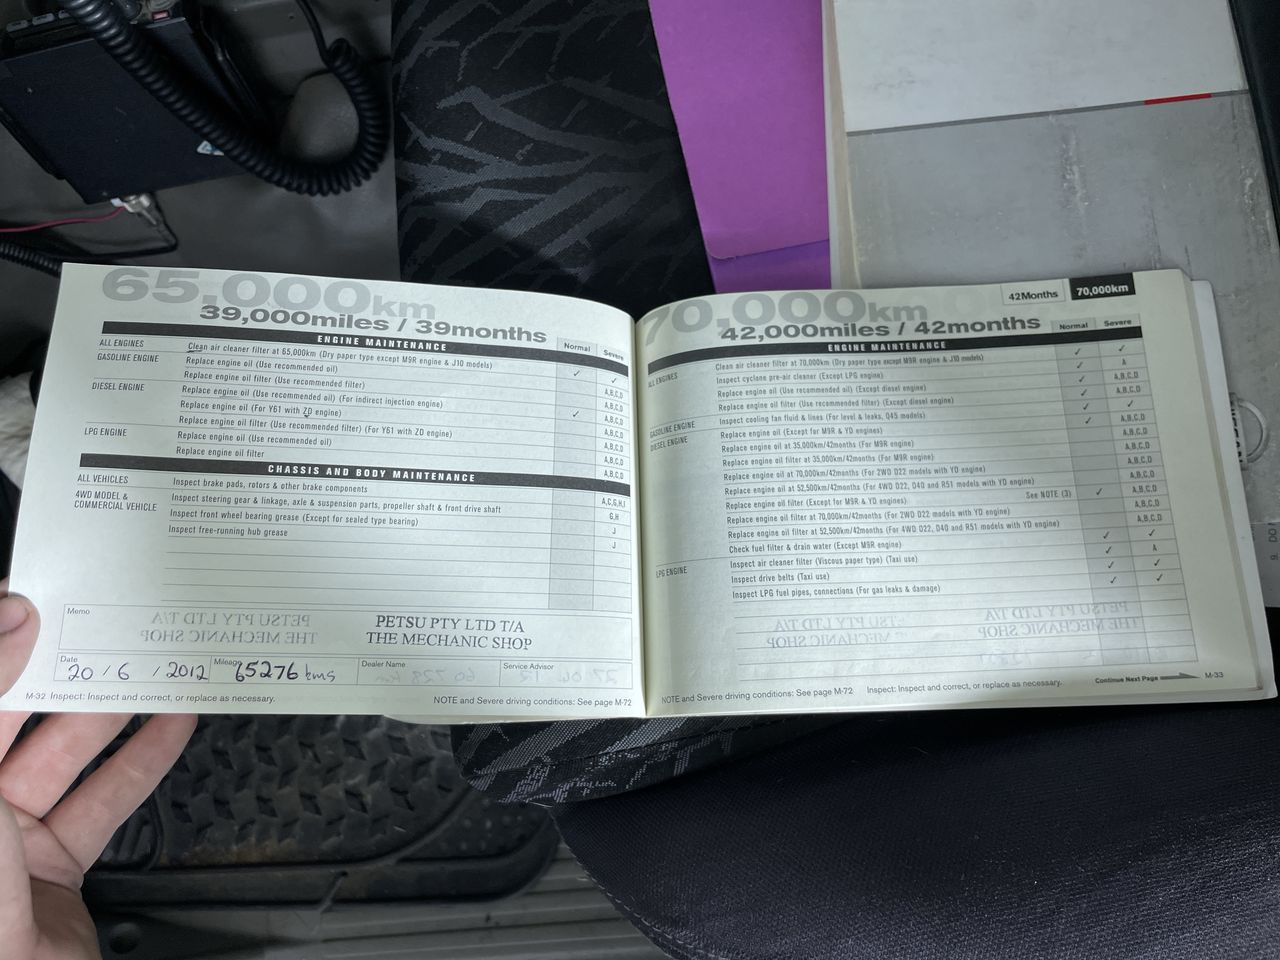 65,000km
39,000miles / 39months
ENGINE MAINTENANCE
Normal
Severe
ALL ENGINES
Clean air cleaner filter at 65,000km (Dry paper type except M9R engine & J10 models)
✓
GASOLINE ENGINE
Replace engine oil (Use recommended oil)
A,B,C,D
Replace engine oil filter (Use recommended filter)
A,B,C,D
DIESEL ENGINE
Replace engine oil (Use recommended oil) (For indirect injection engine)
A,B,C,D
Replace engine oil (For Y61 with ZD engine)
A,B,C,D
Replace engine oil filter (Use recommended filter) (For Y61 with ZD engine)
A,B,C,D
LPG ENGINE
Replace engine oil (Use recommended oil)
A,B,C,D
Replace engine oil filter
A,B,C,D
CHASSIS AND BODY MAINTENANCE
ALL VEHICLES
Inspect brake pads, rotors & other brake components
A,C,G,H,I
4WD MODEL & COMMERCIAL VEHICLE
Inspect steering gear & linkage, axle & suspension parts, propeller shaft & front drive shaft
G,H
Inspect front wheel bearing grease (Except for sealed type bearing)
J
Inspect free-running hub grease
J
Memo
PETSU PTY LTD T/A
THE MECHANIC SHOP
Date
20 / 6 / 2012
Mileage
65276 kms
Dealer Name
Service Advisor
M-32 Inspect: Inspect and correct, or replace as necessary.
NOTE and Severe driving conditions: See page M-72
70,000km
42Months
70,000km
42,000miles / 42months
ENGINE MAINTENANCE
Normal
Severe
ALL ENGINES
Clean air cleaner filter at 70,000km (Dry paper type except M9R engine & J10 models)
Inspect cyclone pre-air cleaner (Except LPG engine)
Replace engine oil (Use recommended oil) (Except diesel engine)
Replace engine oil filter (Use recommended filter) (Except diesel engine)
Inspect cooling fan fluid & lines (For level & leaks, Q45 models)
GASOLINE ENGINE
DIESEL ENGINE
Replace engine oil (Except for M9R & YD engines)
Replace engine oil at 35,000km/42months (For M9R engine)
Replace engine oil filter at 35,000km/42months (For M9R engine)
Replace engine oil at 70,000km/42months (For 2WD D22 models with YD engine)
Replace engine oil at 52,500km/42months (For 4WD D22, D40 and R51 models with YD engine)
Replace engine oil filter (Except for M9R & YD engines)
See NOTE (3)
Replace engine oil filter at 70,000km/42months (For 2WD D22 models with YD engine)
Replace engine oil filter at 52,500km/42months (For 4WD D22, D40 and R51 models with YD engine)
Check fuel filter & drain water (Except M9R engine)
LPG ENGINE
Inspect air cleaner filter (Viscous paper type) (Taxi use)
Inspect drive belts (Taxi use)
Inspect LPG fuel pipes, connections (For gas leaks & damage)
NOTE and Severe driving conditions: See page M-72
Inspect: Inspect and correct, or replace as necessary.
Continue Next Page
M-33